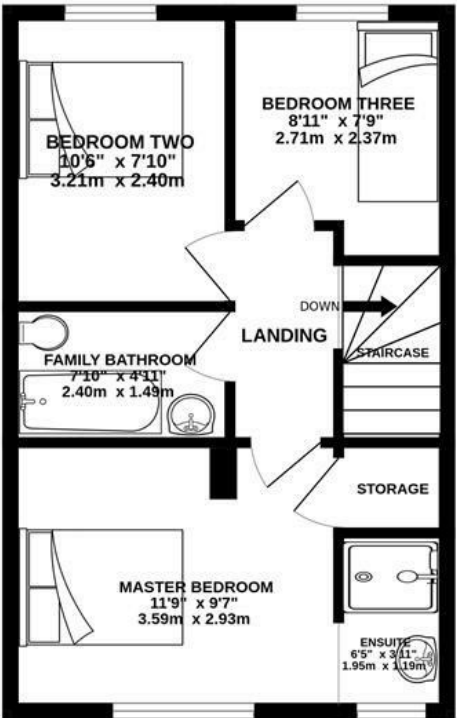 BEDROOM TWO
10'6" x 7'10"
3.21m x 2.40m
BEDROOM THREE
8'11" x 7'9"
2.71m x 2.37m
DOWN
LANDING
STAIRCASE
FAMILY BATHROOM
7'10" x 4'11"
2.40m x 1.49m
STORAGE
MASTER BEDROOM
11'9" x 9'7"
3.59m x 2.93m
ENSUITE
6'5" x 3'11"
1.95m x 1.19m